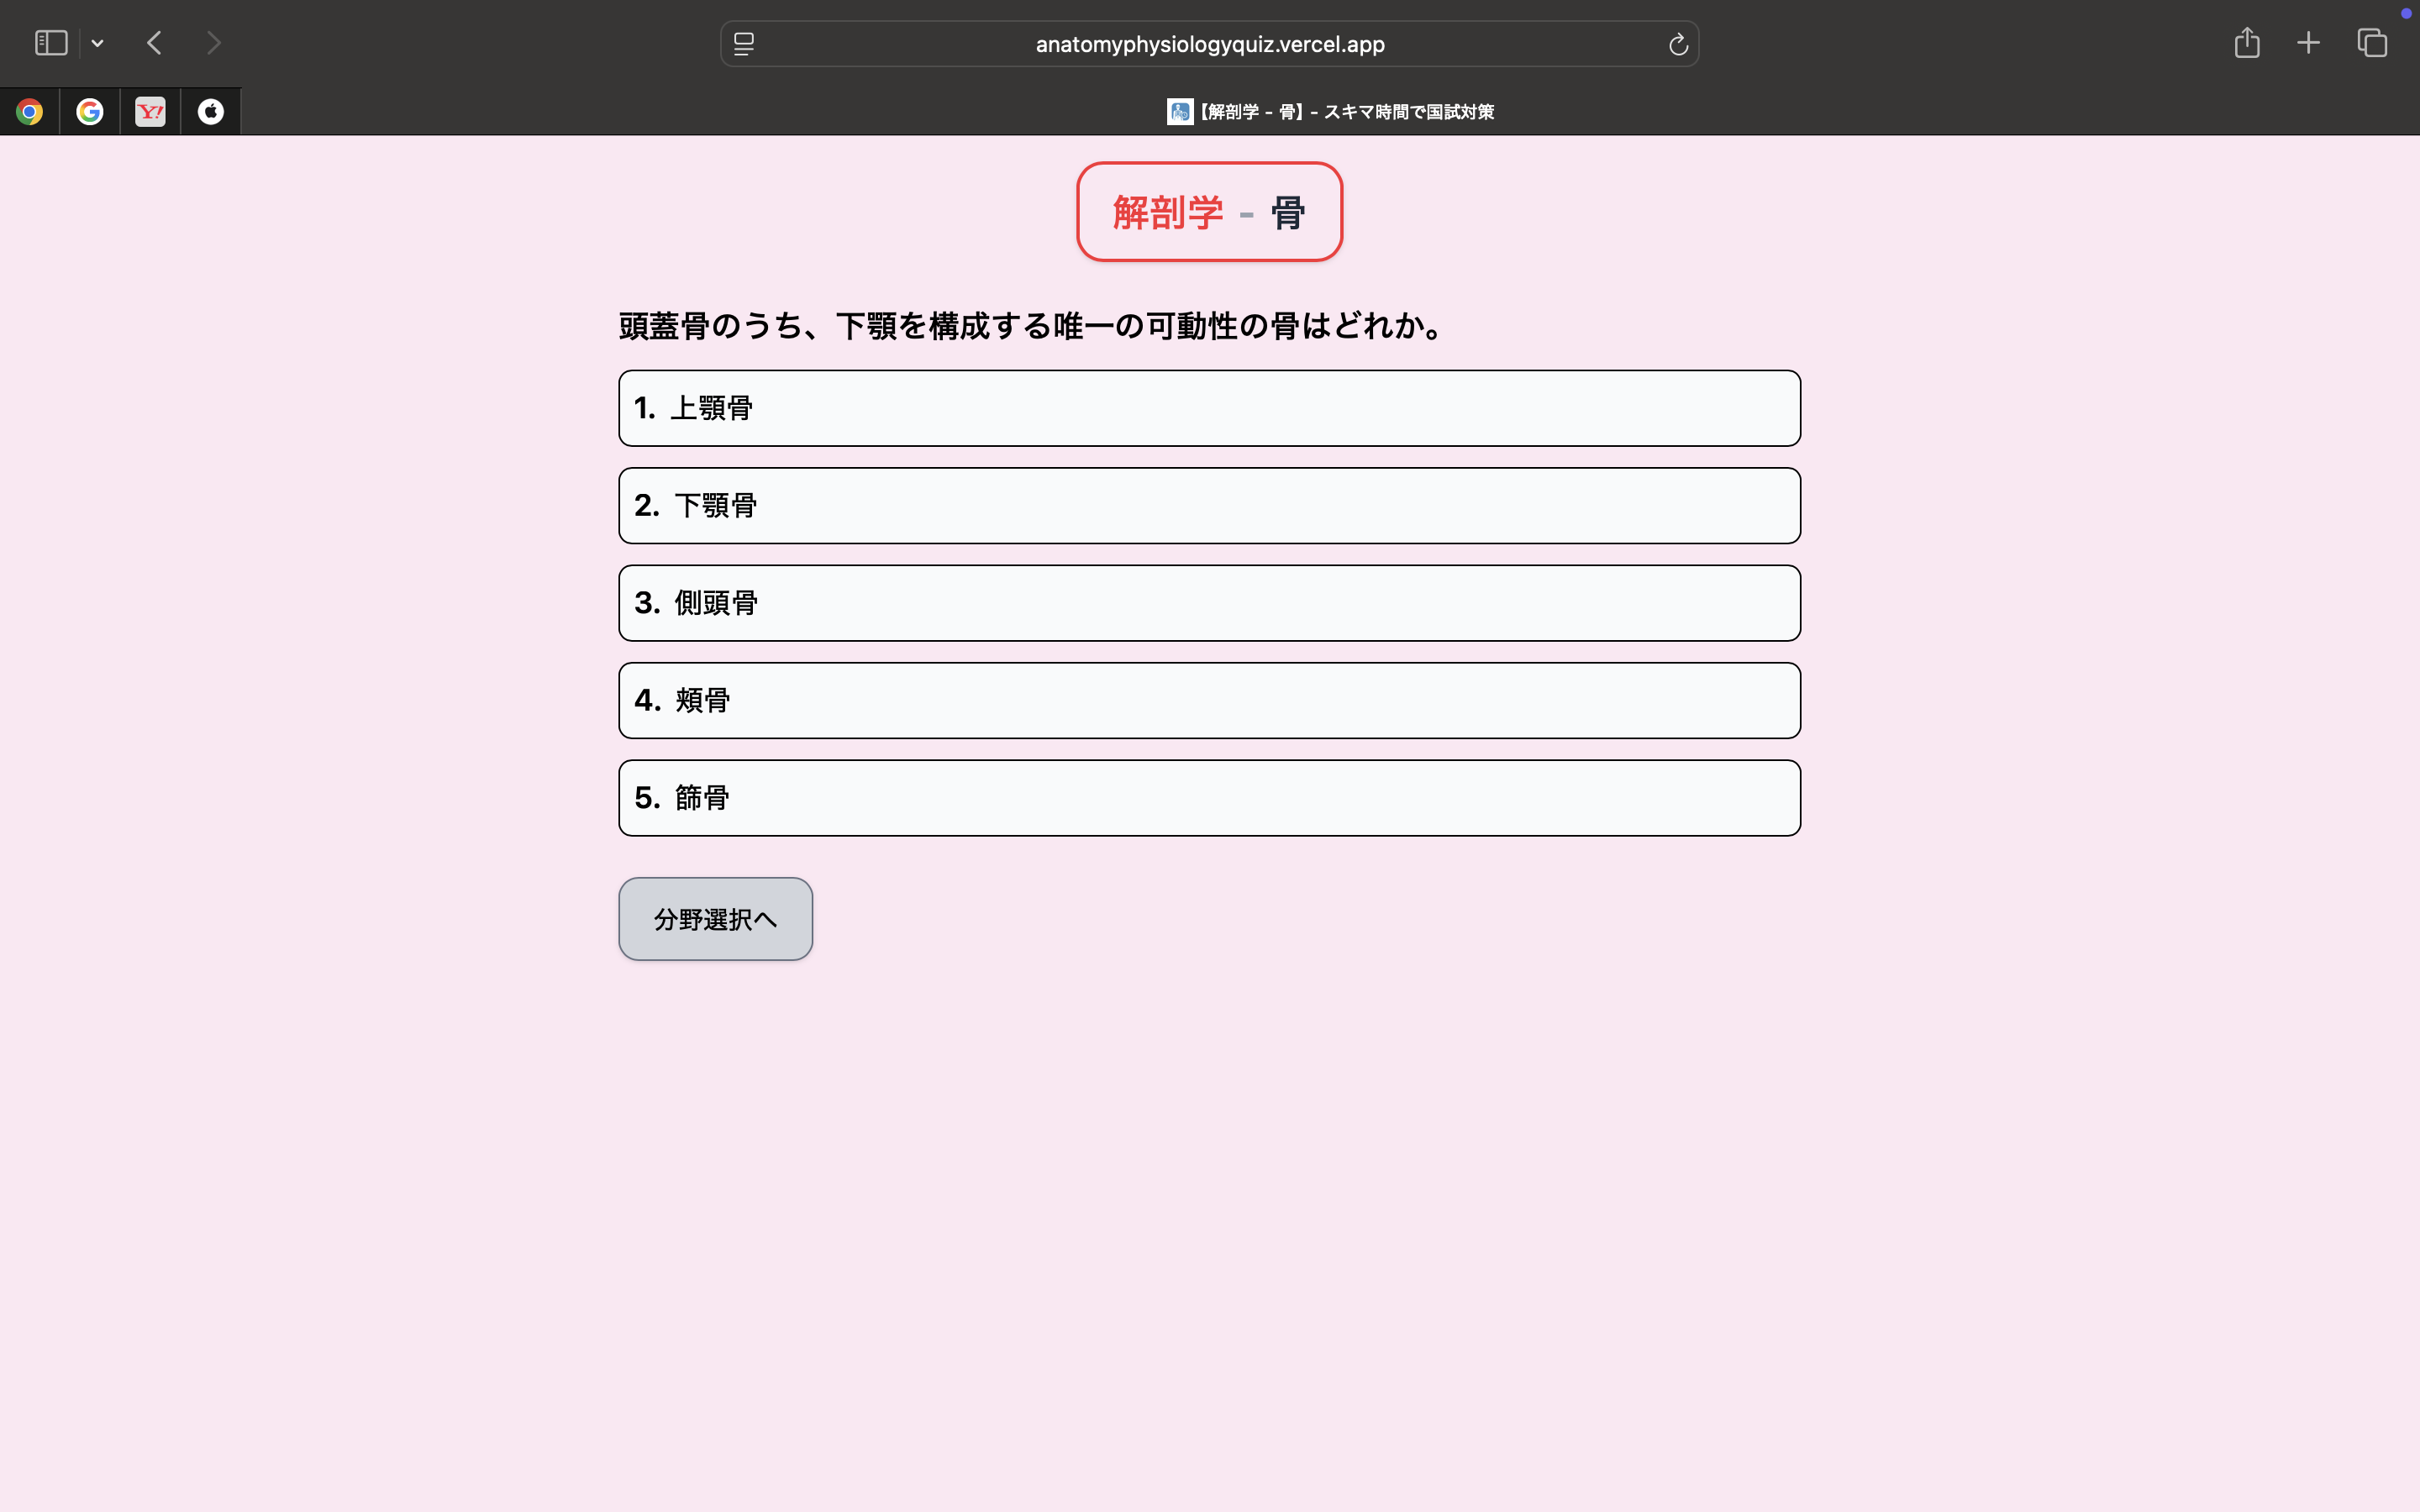 anatomyphysiologyquiz.vercel.app
【解剖学 - 骨】 - スキマ時間で国試対策
解剖学 - 骨
頭蓋骨のうち、下顎を構成する唯一の可動性の骨はどれか。
1. 上顎骨
2. 下顎骨
3. 側頭骨
4. 頬骨
5. 篩骨
分野選択へ